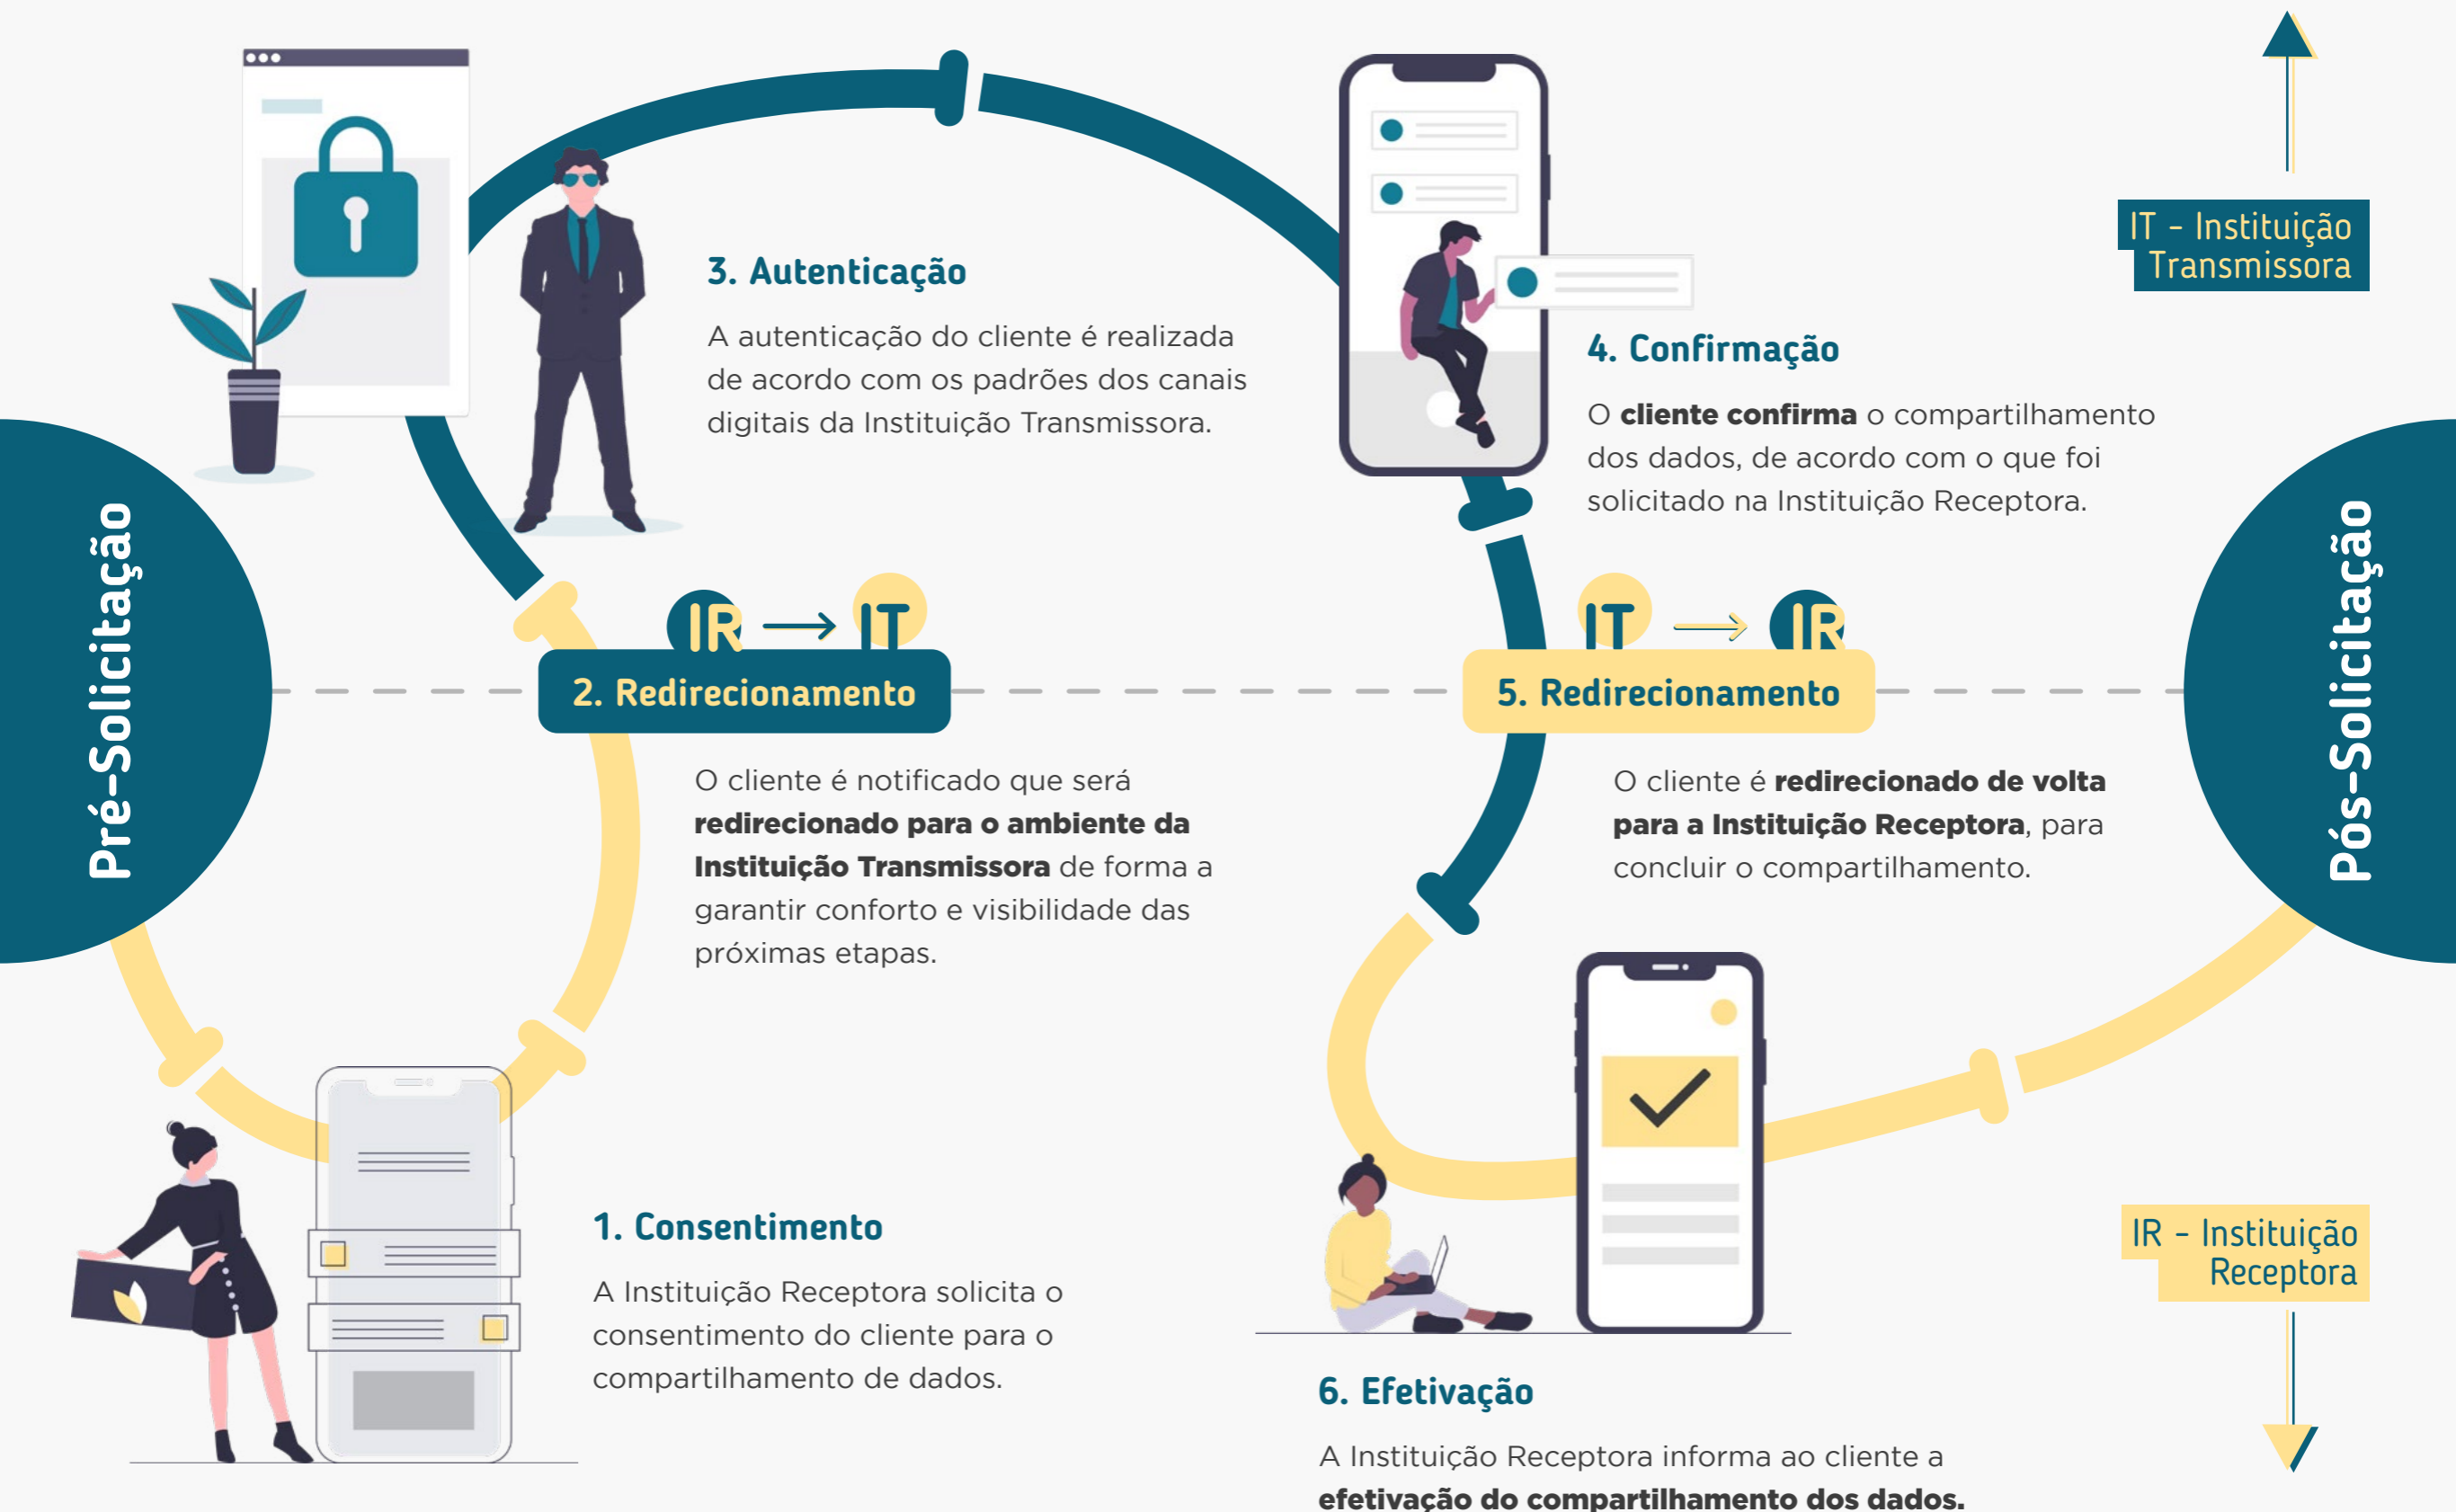 Pré-Solicitação
1. Consentimento
A Instituição Receptora solicita o
consentimento do cliente para o
compartilhamento de dados.
IR → IT
2. Redirecionamento
O cliente é notificado que será
redirecionado para o ambiente da
Instituição Transmissora de forma a
garantir conforto e visibilidade das
próximas etapas.
3. Autenticação
A autenticação do cliente é realizada
de acordo com os padrões dos canais
digitais da Instituição Transmissora.
4. Confirmação
O cliente confirma o compartilhamento
dos dados, de acordo com o que foi
solicitado na Instituição Receptora.
IT → IR
5. Redirecionamento
O cliente é redirecionado de volta
para a Instituição Receptora, para
concluir o compartilhamento.
6. Efetivação
A Instituição Receptora informa ao cliente a
efetivação do compartilhamento dos dados.
Pós-Solicitação
IT - Instituição
Transmissora
IR - Instituição
Receptora